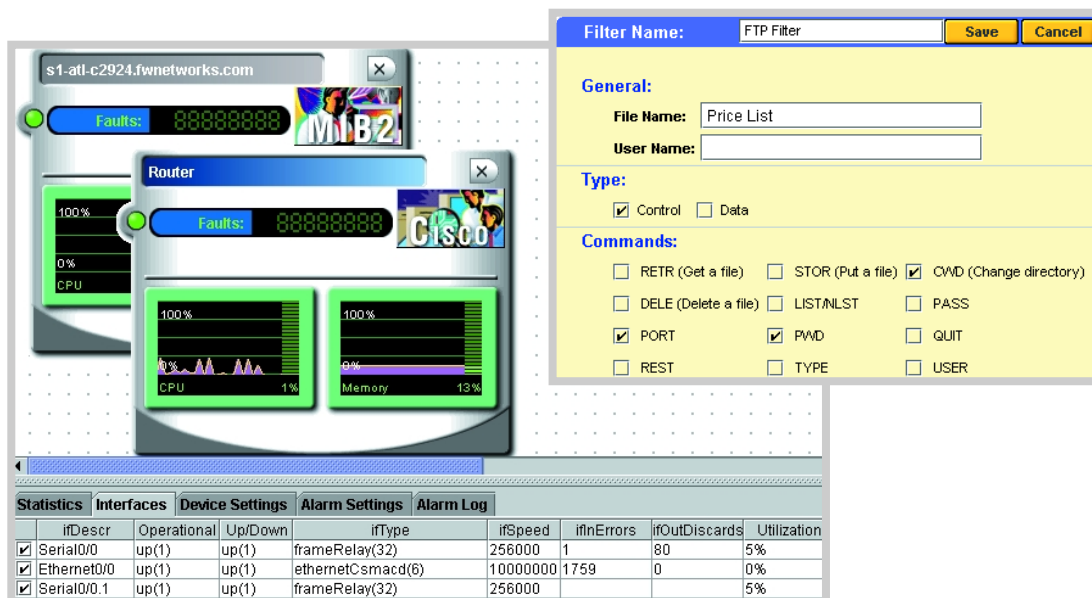 s1-atl-c2924.fwnetworks.com
Faults: 88888888
MIB2
100%
0%
CPU
Router
Faults: 88888888
CISCO
100%
0%
CPU 1%
100%
0%
Memory 13%
Filter Name: FTP Filter Save Cancel
General:
File Name: Price List
User Name:
Type:
Control Data
Commands:
RETR (Get a file) STOR (Put a file) CWD (Change directory)
DELE (Delete a file) LIST/NLST PASS
PORT PWD QUIT
REST TYPE USER
Statistics Interfaces Device Settings Alarm Settings Alarm Log
ifDescr Operational Up/Down ifType ifSpeed ifInErrors ifOutDiscards Utilization
Serial0/0 up(1) up(1) frameRelay(32) 256000 1 80 5%
Ethernet0/0 up(1) up(1) ethernetCsmacd(6) 10000000 1759 0 0%
Serial0/0.1 up(1) up(1) frameRelay(32) 256000 5%